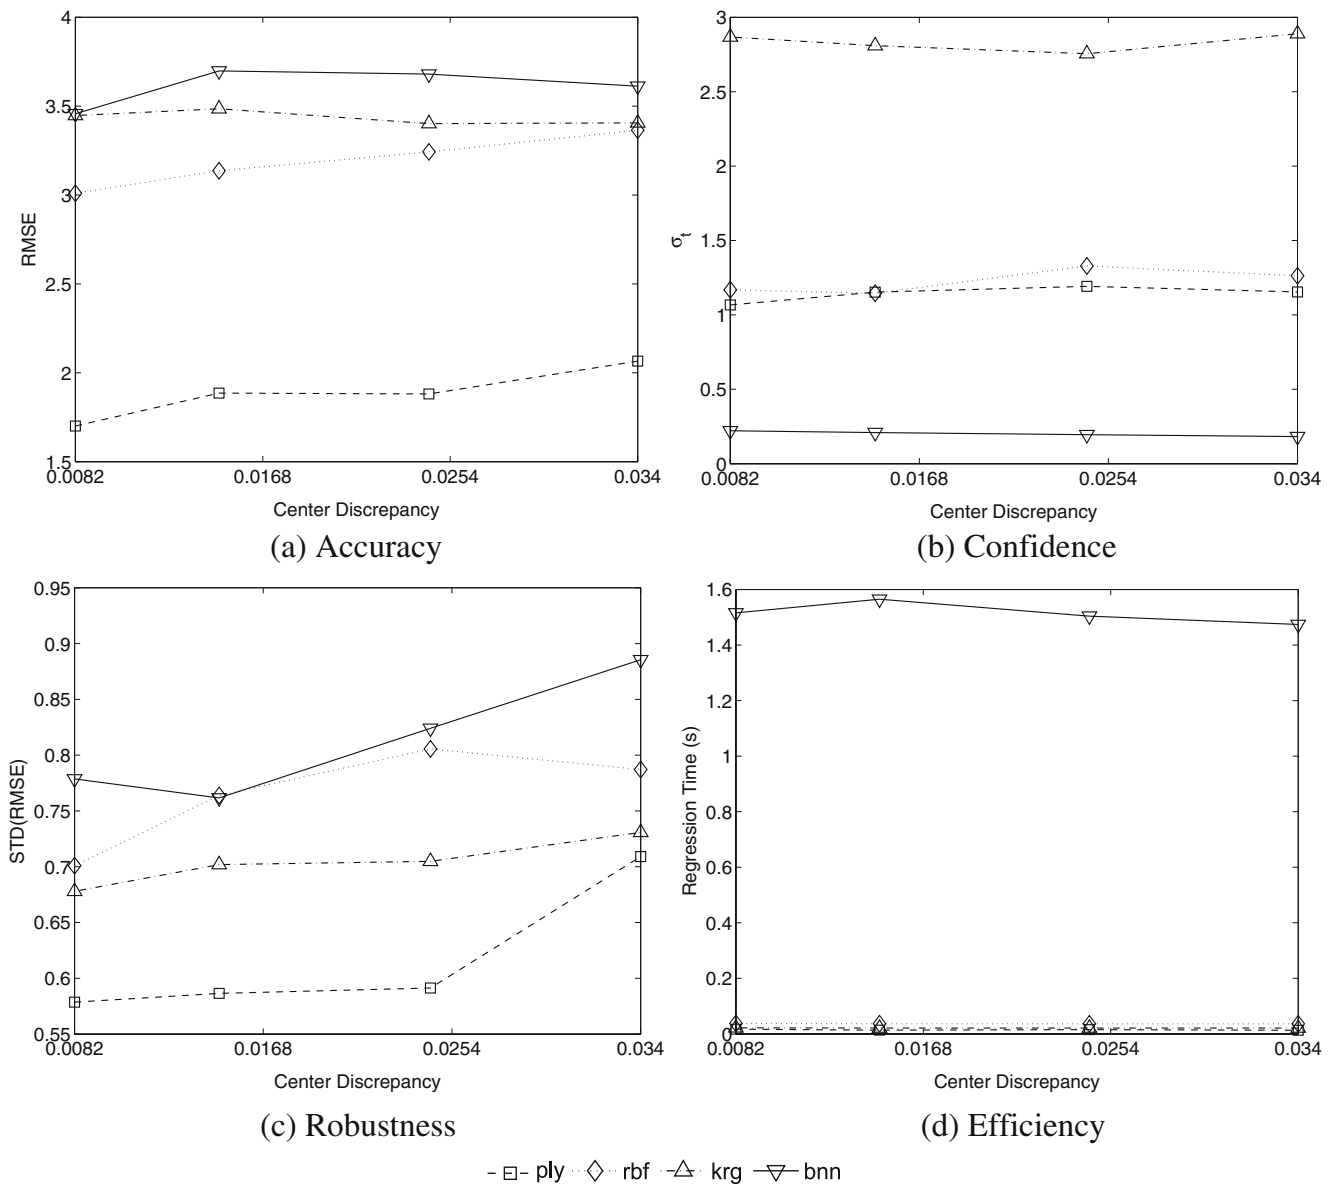 4
3.5
3
2.5
2
1.5
RMSE
0.0082 0.0168 0.0254 0.034
Center Discrepancy
(a) Accuracy
3
2.5
2
1.5
1
0.5
0
σt
0.0082 0.0168 0.0254 0.034
Center Discrepancy
(b) Confidence
0.95
0.9
0.85
0.8
0.75
0.7
0.65
0.6
0.55
STD(RMSE)
0.0082 0.0168 0.0254 0.034
Center Discrepancy
(c) Robustness
1.6
1.4
1.2
1
0.8
0.6
0.4
0.2
0
Regression Time (s)
0.0082 0.0168 0.0254 0.034
Center Discrepancy
(d) Efficiency
ply rbf krg bnn